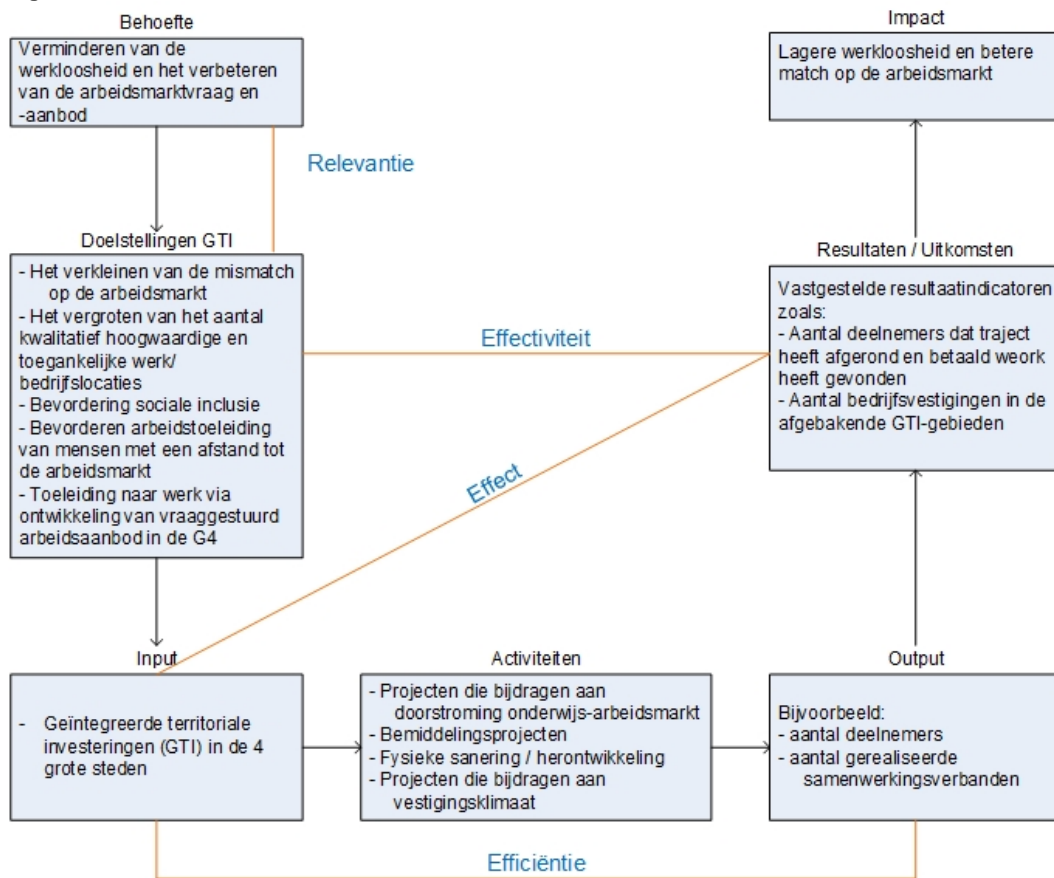 Behoefte
Verminderen van de
werkloosheid en het verbeteren
van de arbeidsmarktvraag en
-aanbod
Impact
Lagere werkloosheid en betere
match op de arbeidsmarkt
Relevantie
Doelstellingen GTI
- Het verkleinen van de mismatch
op de arbeidsmarkt
- Het vergroten van het aantal
kwalitatief hoogwaardige en
toegankelijke werk/
bedrijfslocaties
- Bevordering sociale inclusie
- Bevorderen arbeidstoeleiding
van mensen met een afstand tot
de arbeidsmarkt
- Toeleiding naar werk via
ontwikkeling van vraaggestuurd
arbeidsaanbod in de G4
Effectiviteit
Effect
Resultaten / Uitkomsten
Vastgestelde resultaatindicatoren
zoals:
- Aantal deelnemers dat traject
heeft afgerond en betaald weork
heeft gevonden
- Aantal bedrijfsvestigingen in de
afgebakende GTI-gebieden
Input
- Geïntegreerde territoriale
investeringen (GTI) in de 4
grote steden
Activiteiten
- Projecten die bijdragen aan
doorstroming onderwijs-arbeidsmarkt
- Bemiddelingsprojecten
- Fysieke sanering / herontwikkeling
- Projecten die bijdragen aan
vestigingsklimaat
Output
Bijvoorbeeld:
- aantal deelnemers
- aantal gerealiseerde
samenwerkingsverbanden
Efficiëntie